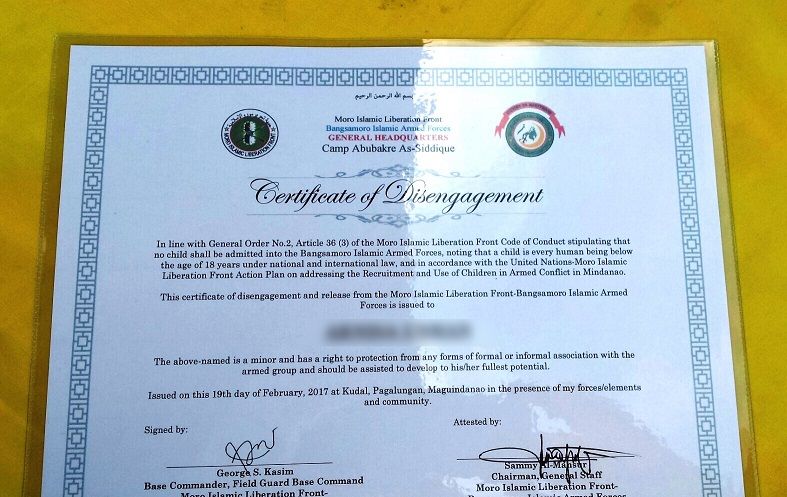 بسم الله الرحمن الرحيم
Moro Islamic Liberation Front
Bangsamoro Islamic Armed Forces
GENERAL HEADQUARTERS
Camp Abubakre As-Siddique
MORO ISLAMIC LIBERATION FRONT
Certificate of Disengagement
In line with General Order No.2, Article 36 (3) of the Moro Islamic Liberation Front Code of Conduct stipulating that
no child shall be admitted into the Bangsamoro Islamic Armed Forces, noting that a child is every human being below
the age of 18 years under national and international law, and in accordance with the United Nations-Moro Islamic
Liberation Front Action Plan on addressing the Recruitment and Use of Children in Armed Conflict in Mindanao.
This certificate of disengagement and release from the Moro Islamic Liberation Front-Bangsamoro Islamic Armed
Forces is issued to
The above-named is a minor and has a right to protection from any forms of formal or informal association with the
armed group and should be assisted to develop to his/her fullest potential.
Issued on this 19th day of February, 2017 at Kudal, Pagalungan, Maguindanao in the presence of my forces/elements
and community.
Signed by:
George S. Kasim
Base Commander, Field Guard Base Command
Moro Islamic Liberation Front-
Attested by:
Sammy Al-Mansur
Chairman, General Staff
Moro Islamic Liberation Front-
Bangsamoro Islamic Armed Forces